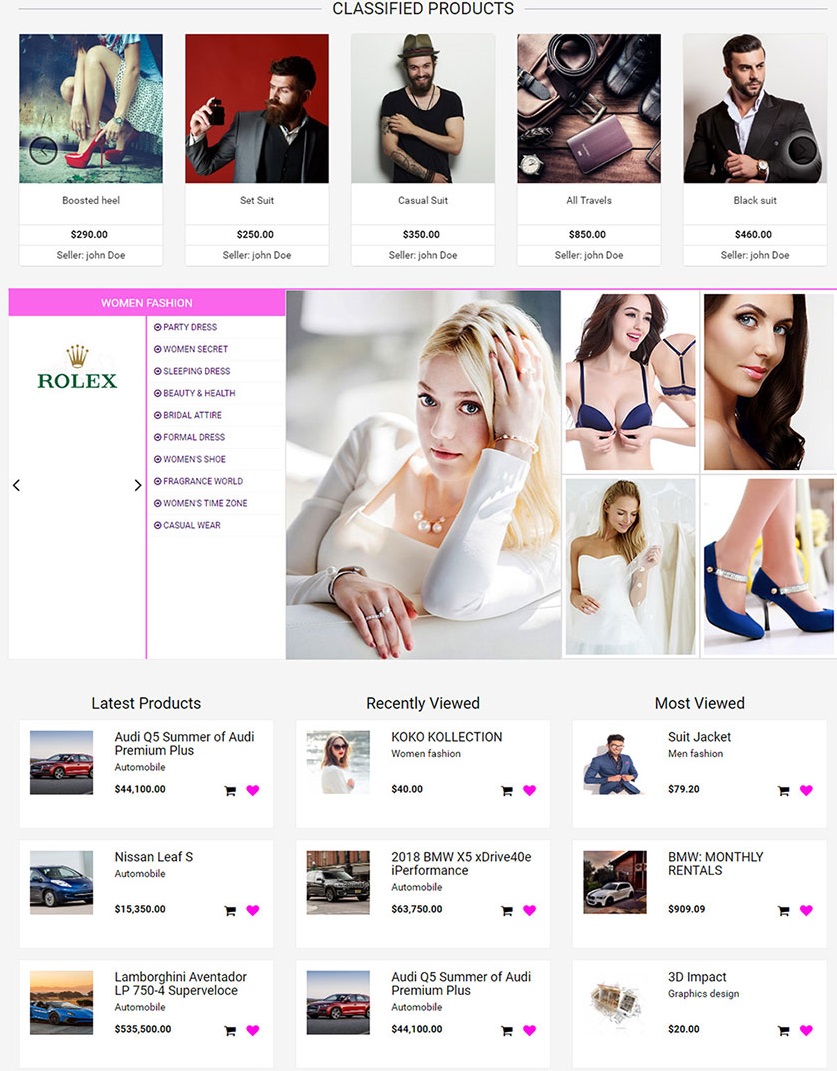 CLASSIFIED PRODUCTS
Boosted heel
$290.00
Seller: john Doe
Set Suit
$250.00
Seller: john Doe
Casual Suit
$350.00
Seller: john Doe
All Travels
$850.00
Seller: john Doe
Black suit
$460.00
Seller: john Doe
WOMEN FASHION
ROLEX
PARTY DRESS
WOMEN SECRET
SLEEPING DRESS
BEAUTY & HEALTH
BRIDAL ATTIRE
FORMAL DRESS
WOMEN'S SHOE
FRAGRANCE WORLD
WOMEN'S TIME ZONE
CASUAL WEAR
Latest Products
Audi Q5 Summer of Audi
Premium Plus
Automobile
$44,100.00
Nissan Leaf S
Automobile
$15,350.00
Lamborghini Aventador
LP 750-4 Superveloce
Automobile
$535,500.00
Recently Viewed
KOKO KOLLECTION
Women fashion
$40.00
2018 BMW X5 xDrive40e
iPerformance
Automobile
$63,750.00
Audi Q5 Summer of Audi
Premium Plus
Automobile
$44,100.00
Most Viewed
Suit Jacket
Men fashion
$79.20
BMW: MONTHLY
RENTALS
$909.09
3D Impact
Graphics design
$20.00